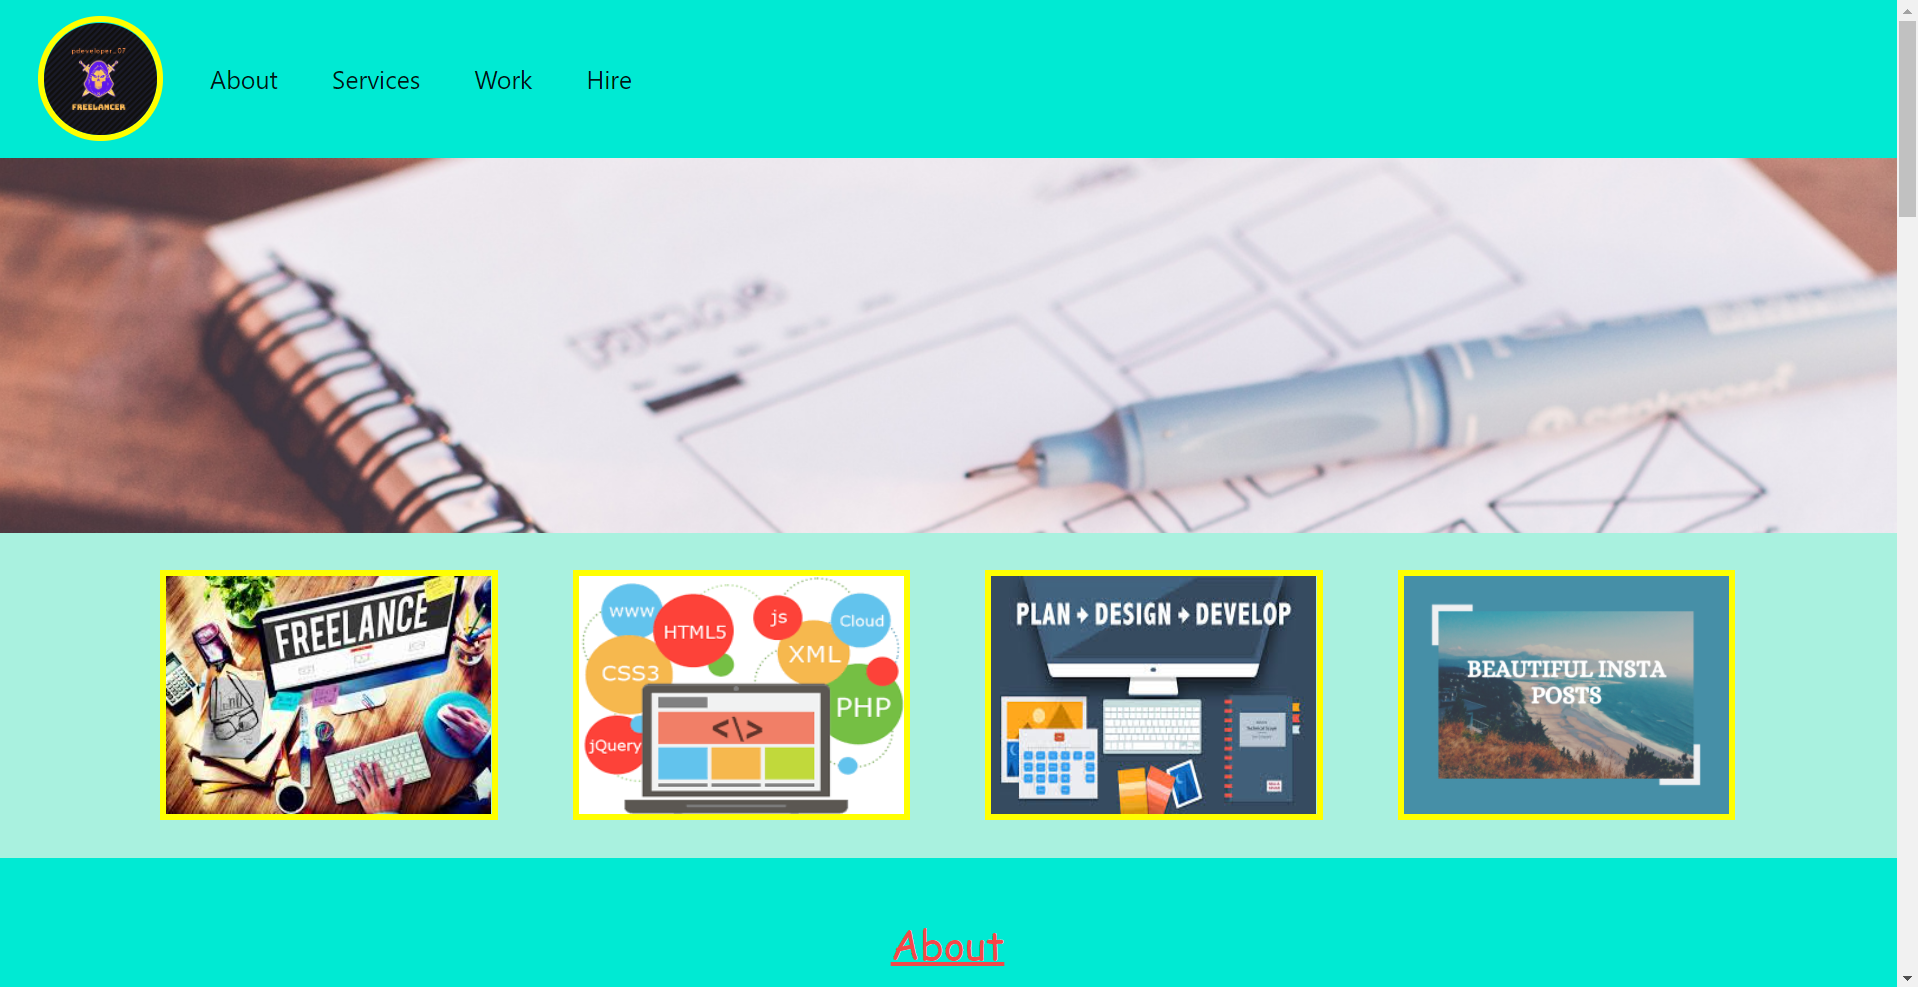 pdeveloper_07
FREELANCER
About
Services
Work
Hire
FREELANCE
www
HTML5
js
Cloud
CSS3
XML
PHP
jQuery
</>
PLAN → DESIGN → DEVELOP
BEAUTIFUL INSTA
POSTS
About